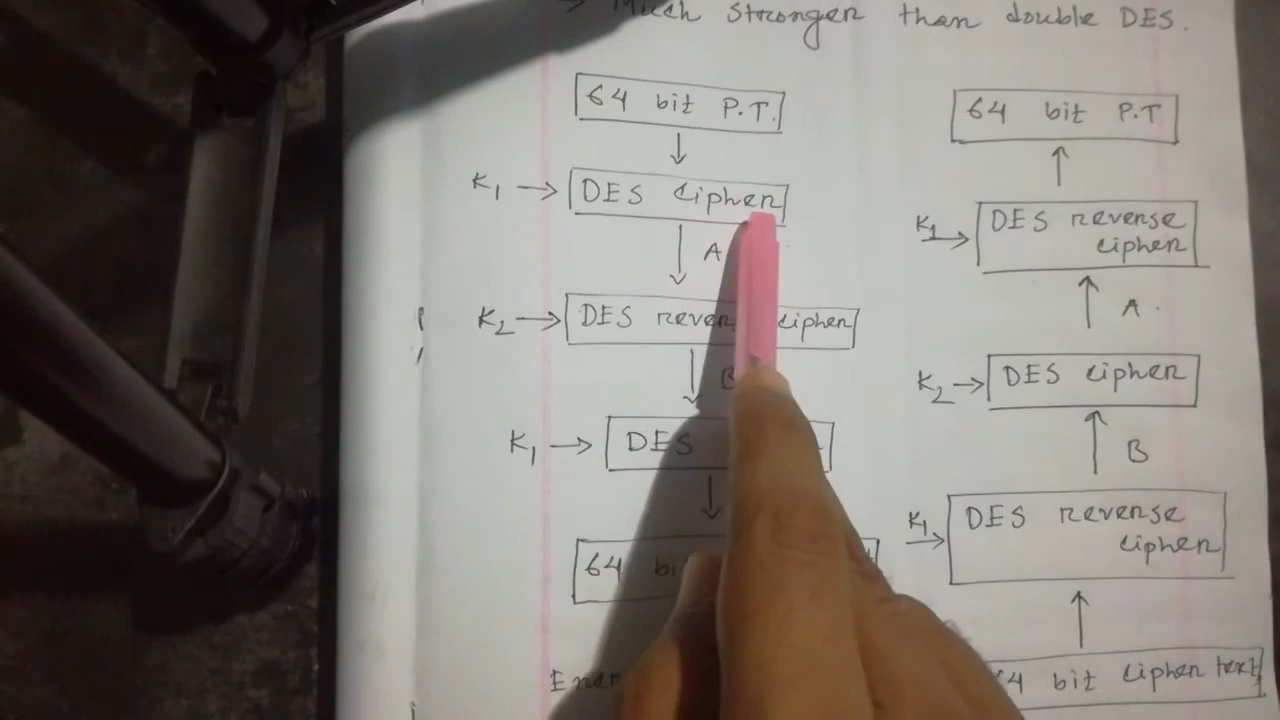 → Much stronger than double DES.
64 bit P.T.
K1 → DES cipher
A
K2 → DES cipher
B
K1 → DES
64
64 bit P.T
K1 → DES reverse
cipher
A.
K2 → DES cipher
B
K1 → DES reverse
cipher
64 bit cipher text